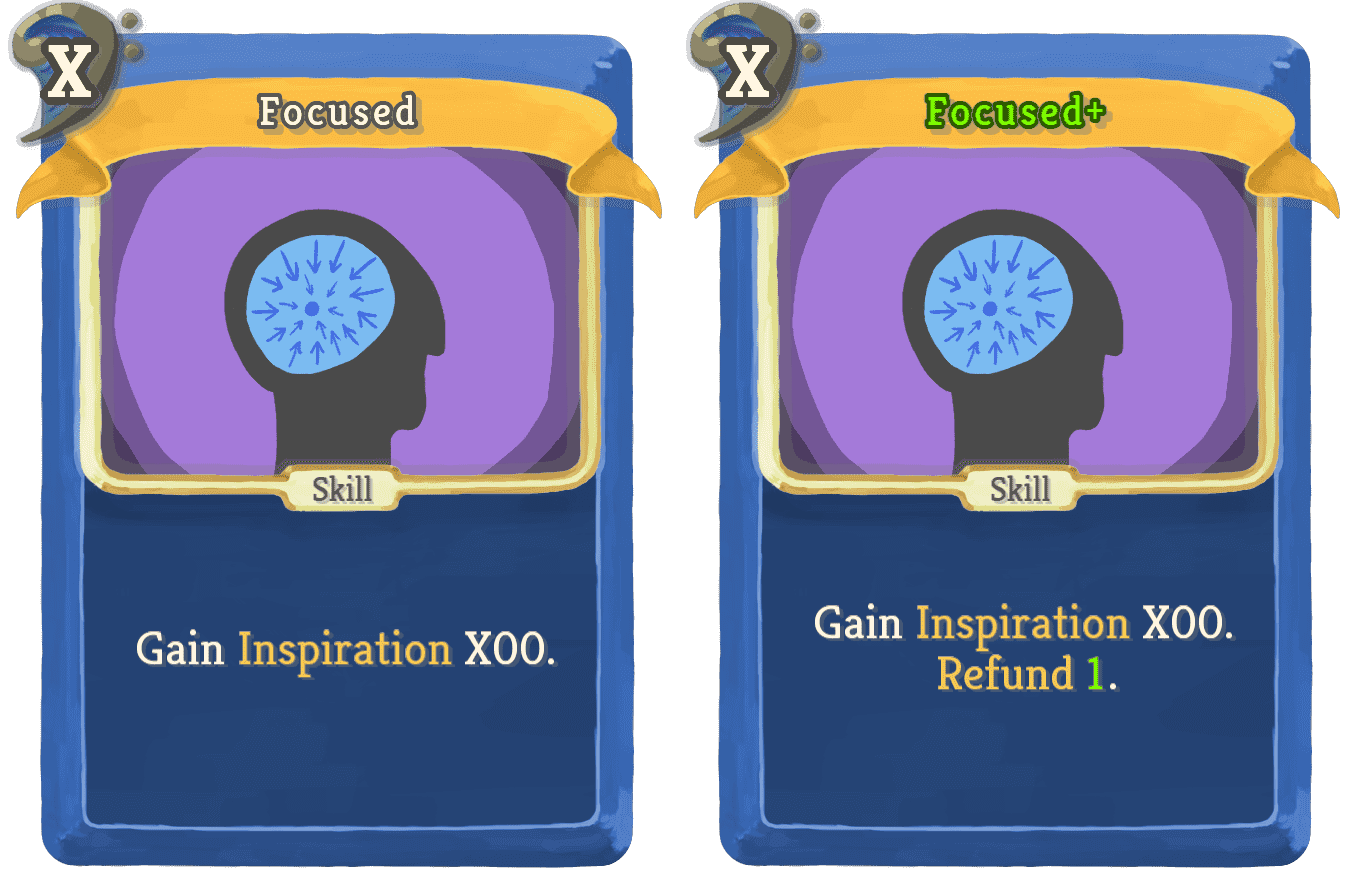 X
Focused
Skill
Gain Inspiration X00.
X
Focused+
Skill
Gain Inspiration X00.
Refund 1.